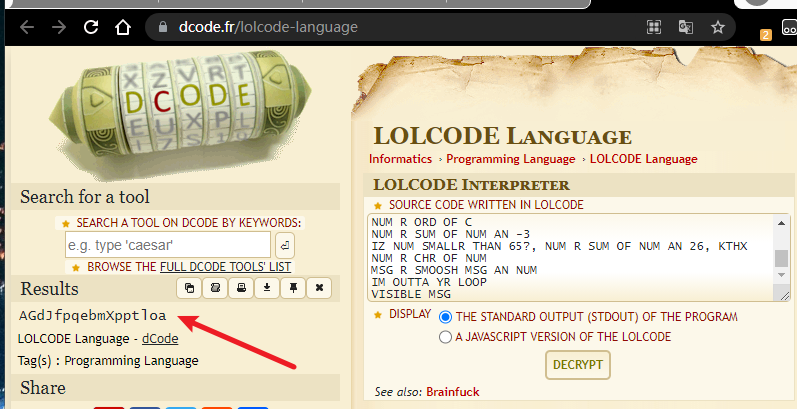 dcode.fr/lolcode-language
2
X Z V R T
D C O D E
E U X P L
LOLCODE LANGUAGE
Informatics › Programming Language › LOLCODE Language
Search for a tool
★ SEARCH A TOOL ON DCODE BY KEYWORDS:
e.g. type 'caesar'
★ BROWSE THE FULL DCODE TOOLS' LIST
Results
AGdJfpqebmXpptloa
LOLCODE Language - dCode
Tag(s) : Programming Language
Share
LOLCODE INTERPRETER
★ SOURCE CODE WRITTEN IN LOLCODE
NUM R ORD OF C
NUM R SUM OF NUM AN -3
IZ NUM SMALLR THAN 65?, NUM R SUM OF NUM AN 26, KTHX
NUM R CHR OF NUM
MSG R SMOOSH MSG AN NUM
IM OUTTA YR LOOP
VISIBLE MSG
★ DISPLAY THE STANDARD OUTPUT (STDOUT) OF THE PROGRAM
A JAVASCRIPT VERSION OF THE LOLCODE
DECRYPT
See also: Brainfuck